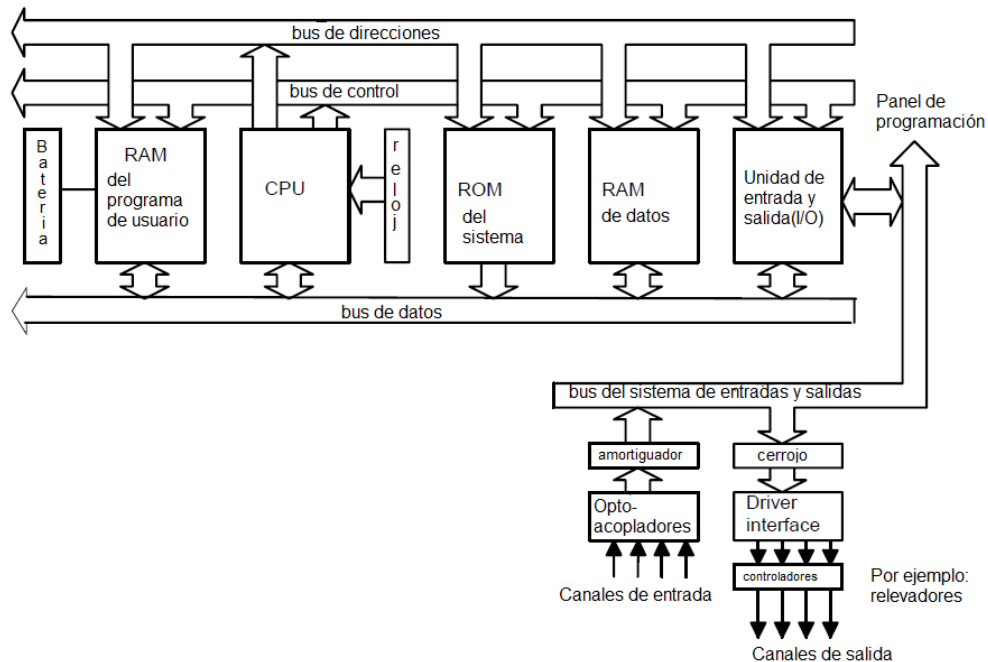 bus de direcciones
bus de control
Panel de
programación
Bateria
RAM
del
programa
de usuario
CPU
reloj
ROM
del
sistema
RAM
de datos
Unidad de
entrada y
salida(I/O)
bus de datos
bus del sistema de entradas y salidas
amortiguador
cerrojo
Opto-
acopladores
Driver
interface
controladores
Por ejemplo:
relevadores
Canales de entrada
Canales de salida